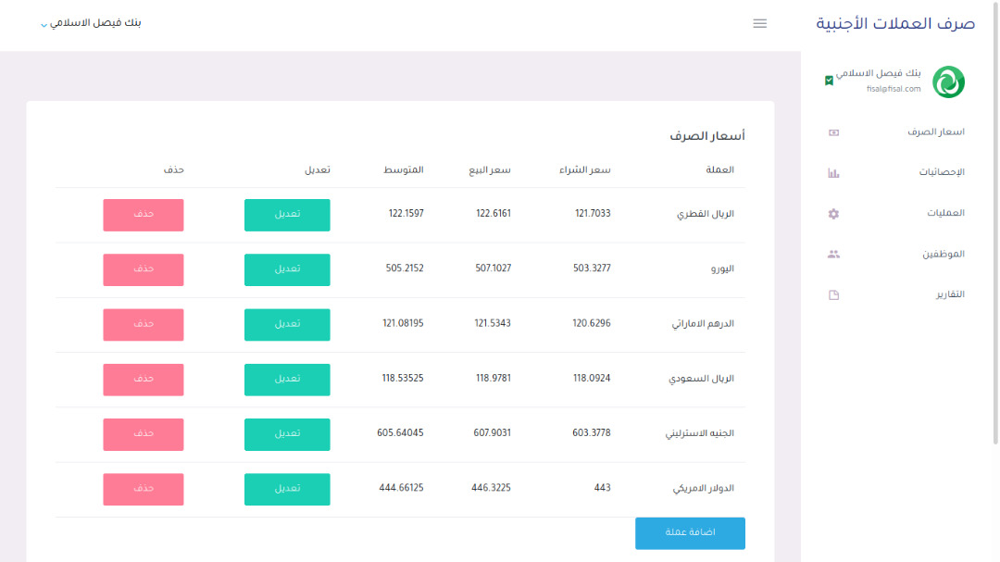 صرف العملات الأجنبية
بنك فيصل الاسلامي
بنك فيصل الاسلامي
fisal@fisal.com
اسعار الصرف
الإحصائيات
العمليات
الموظفين
التقارير
أسعار الصرف
العملة سعر الشراء سعر البيع المتوسط تعديل حذف
الريال القطري 121.7033 122.6161 122.1597 تعديل حذف
اليورو 503.3277 507.1027 505.2152 تعديل حذف
الدرهم الاماراتي 120.6296 121.5343 121.08195 تعديل حذف
الريال السعودي 118.0924 118.9781 118.53525 تعديل حذف
الجنيه الاسترليني 603.3778 607.9031 605.64045 تعديل حذف
الدولار الامريكي 443 446.3225 444.66125 تعديل حذف
اضافة عملة